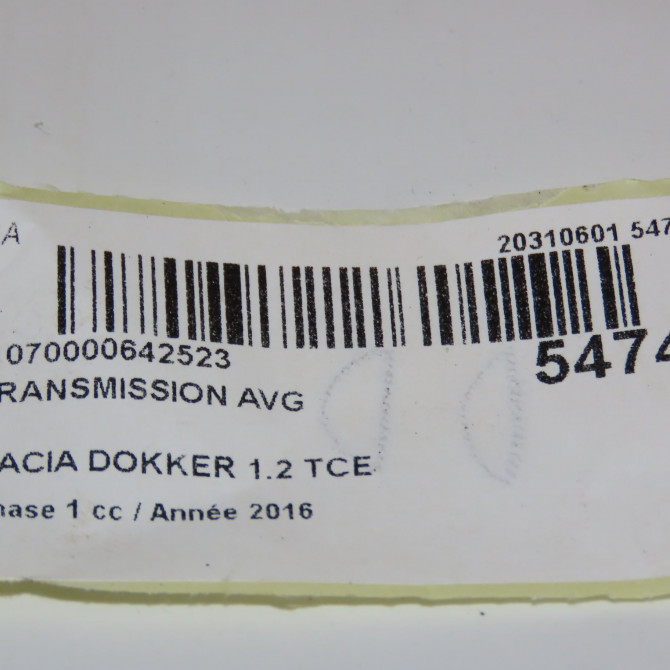 A
20310601 547
070000642523
5474
RANSMISSION AVG
ACIA DOKKER 1.2 TCE
hase 1 cc / Année 2016